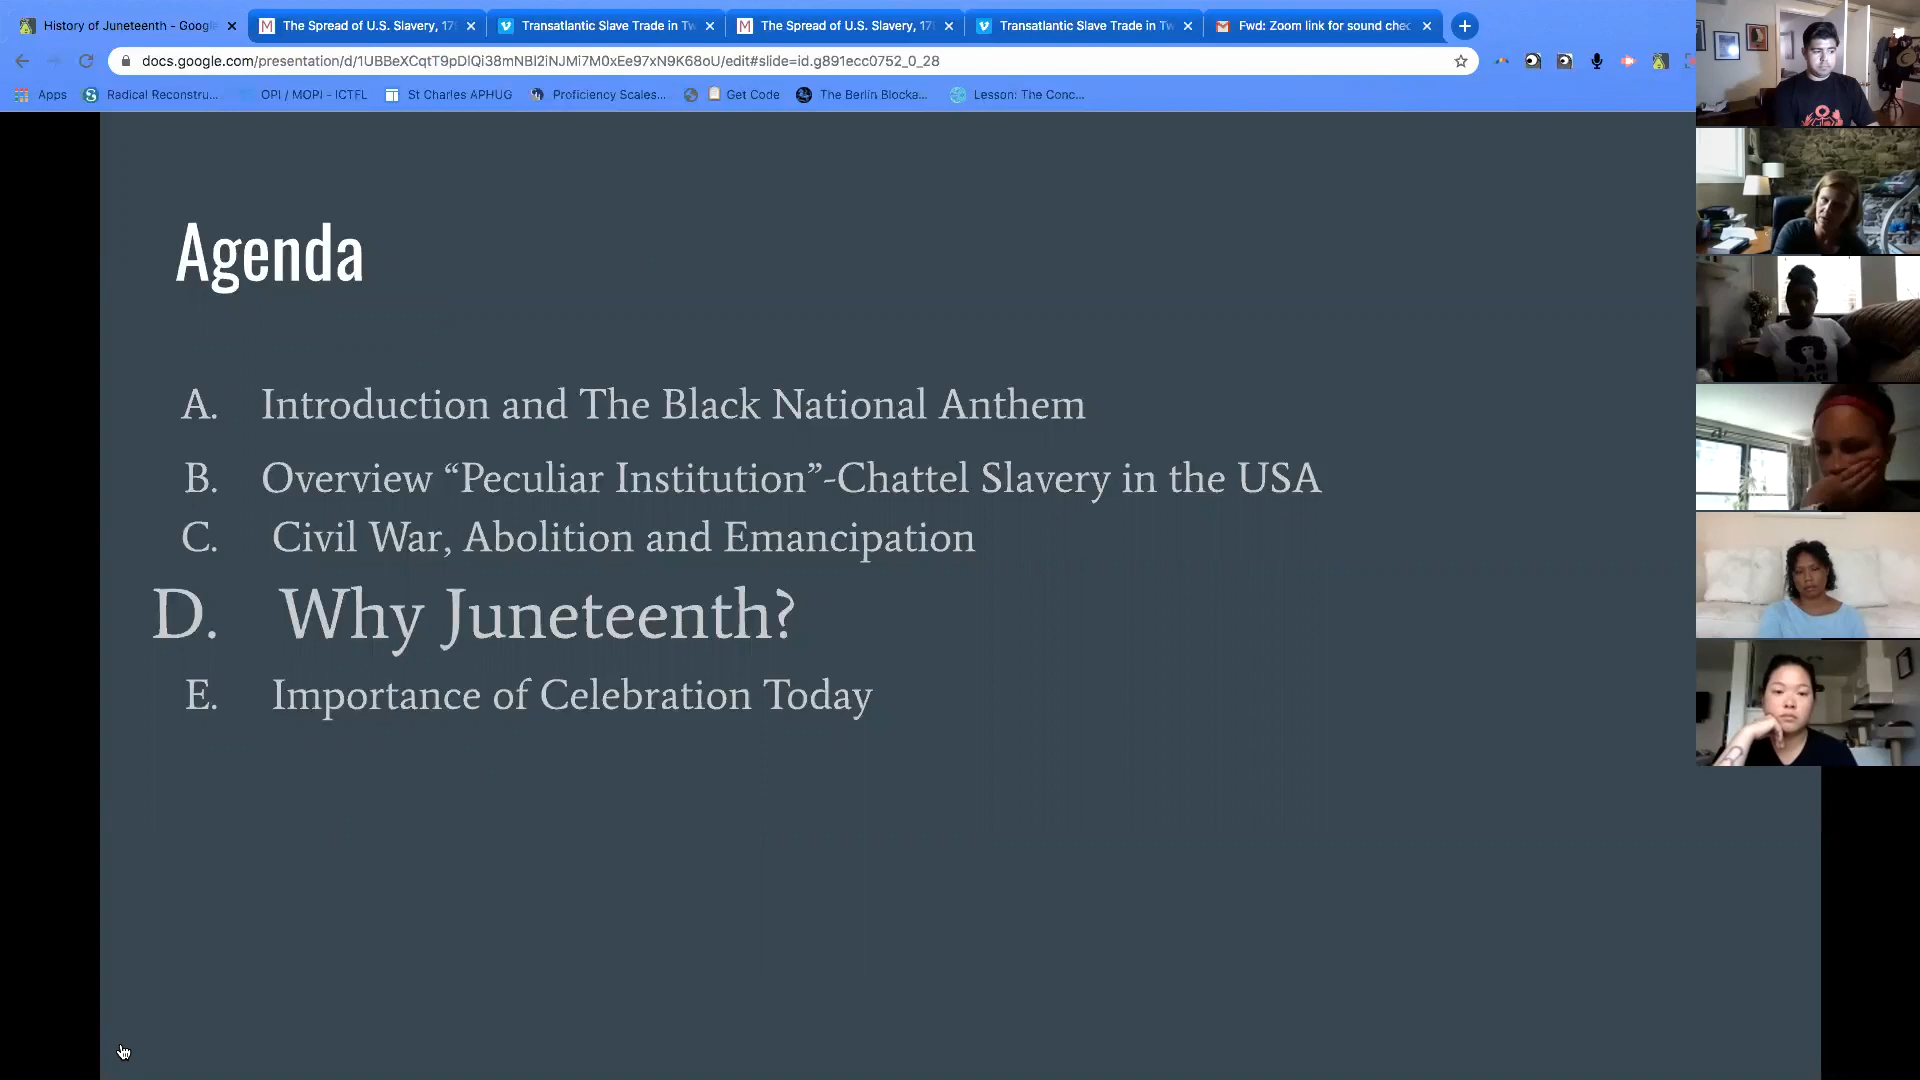 History of Juneteenth - Google
The Spread of U.S. Slavery, 17
Transatlantic Slave Trade in Tw
The Spread of U.S. Slavery, 17
Transatlantic Slave Trade in Tw
Fwd: Zoom link for sound chec
docs.google.com/presentation/d/1UBBeXCqtT9pDlQi38mNBl2iNJMi7M0xEe97xN9K68oU/edit#slide=id.g891ecc0752_0_28
Apps
Radical Reconstru...
OPI / MOPI - ICTFL
St Charles APHUG
Proficiency Scales...
Get Code
The Berlin Blocka...
Lesson: The Conc...
Agenda
A. Introduction and The Black National Anthem
B. Overview “Peculiar Institution”-Chattel Slavery in the USA
C. Civil War, Abolition and Emancipation
D. Why Juneteenth?
E. Importance of Celebration Today
I AM